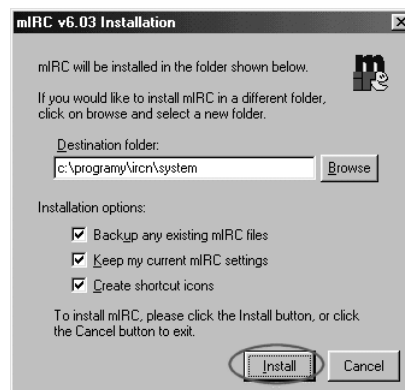 mIRC v6.03 Installation
mIRC will be installed in the folder shown below.
If you would like to install mIRC in a different folder,
click on browse and select a new folder.
Destination folder:
c:\programy\ircn\system
Browse
Installation options:
Backup any existing mIRC files
Keep my current mIRC settings
Create shortcut icons
To install mIRC, please click the Install button, or click
the Cancel button to exit.
Install
Cancel